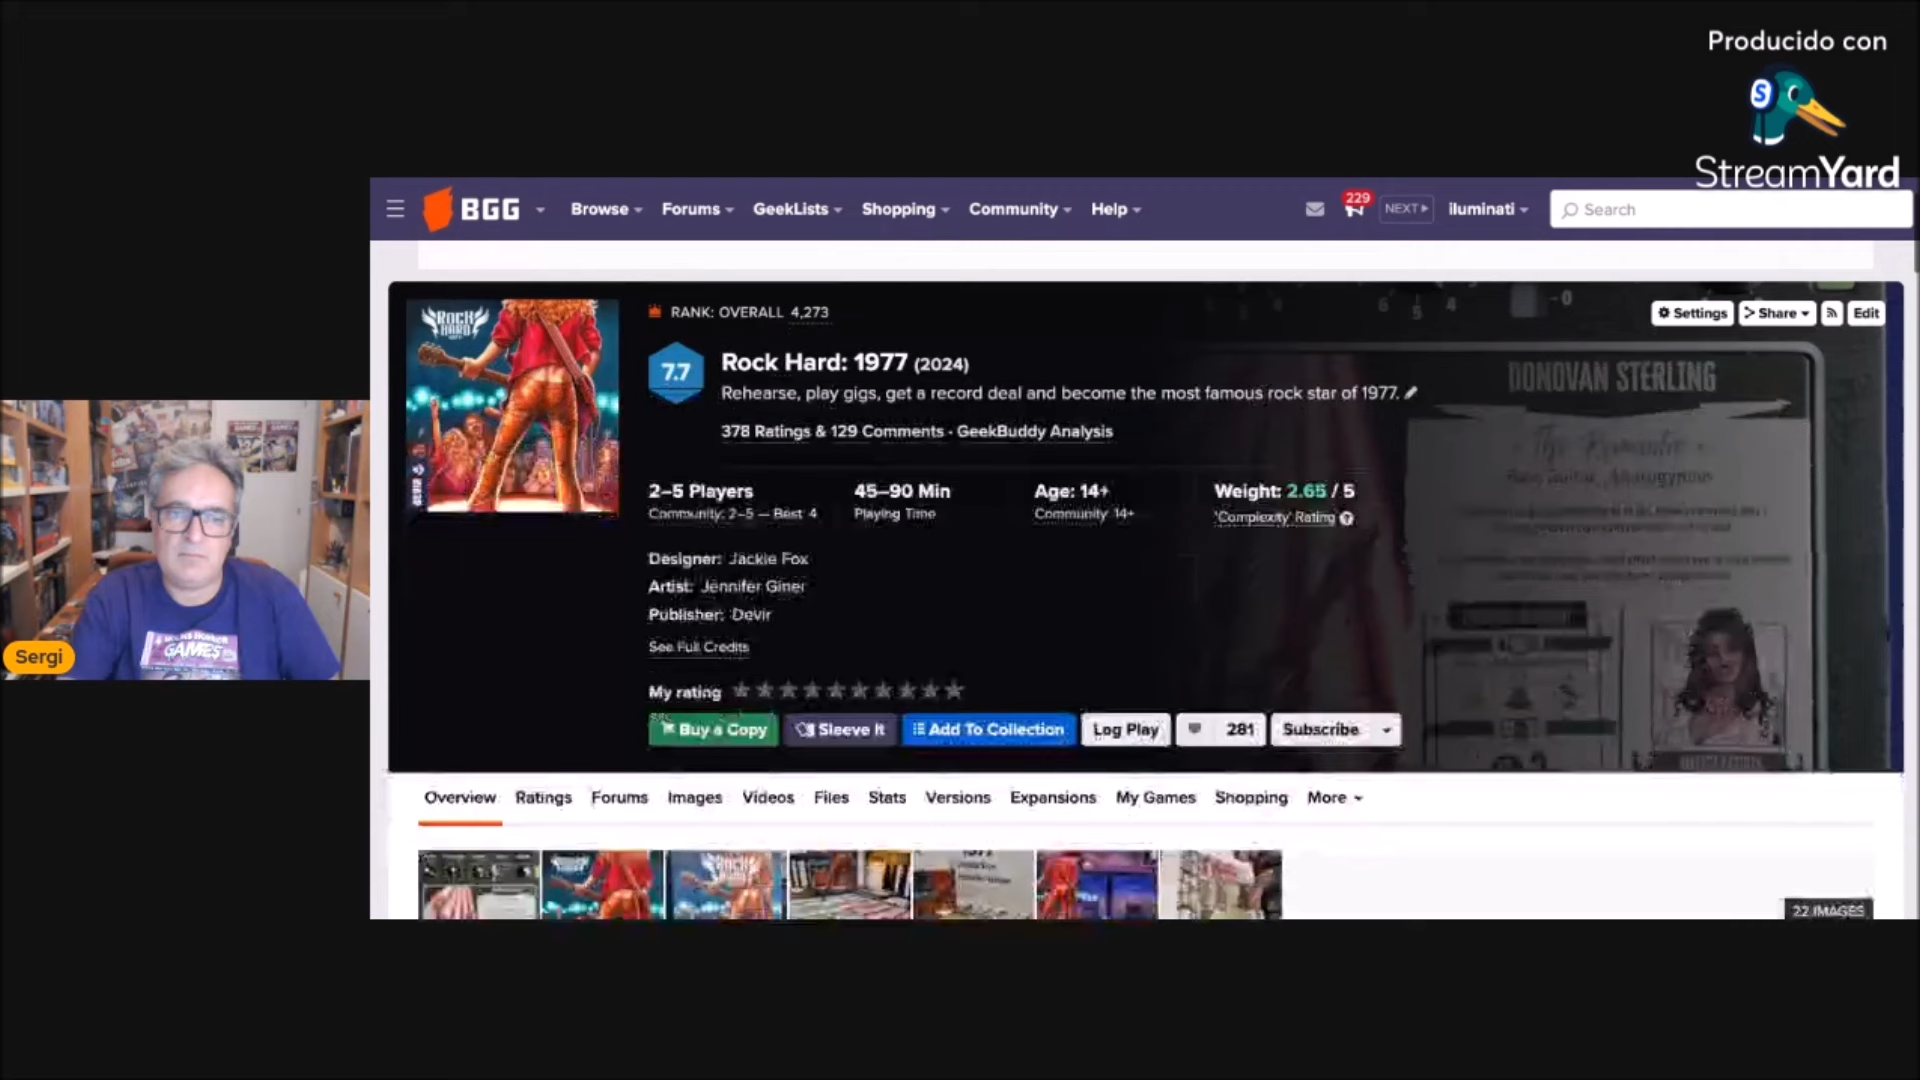 Producido con
StreamYard
BGG
Browse Forums GeekLists Shopping Community Help
229
NEXT
iluminati
Search
ROCK HARD
RANK: OVERALL 4,273
Settings Share Edit
7.7
Rock Hard: 1977 (2024)
Rehearse, play gigs, get a record deal and become the most famous rock star of 1977.
378 Ratings & 129 Comments · GeekBuddy Analysis
2–5 Players
Community: 2–5 — Best 4
45–90 Min
Playing Time
Age: 14+
Community: 14+
Weight: 2.65 / 5
'Complexity' Rating
Designer: Jackie Fox
Artist: Jennifer Giner
Publisher: Devir
See Full Credits
My rating
Buy a Copy
Sleeve It
Add To Collection
Log Play
281
Subscribe
DONOVAN STERLING
Sergi
GAMES
Overview Ratings Forums Images Videos Files Stats Versions Expansions My Games Shopping More
22 IMAGES